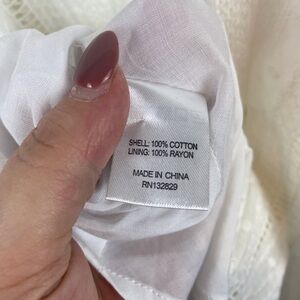 SHELL: 100% COTTON
LINING: 100% RAYON
MADE IN CHINA
RN132829